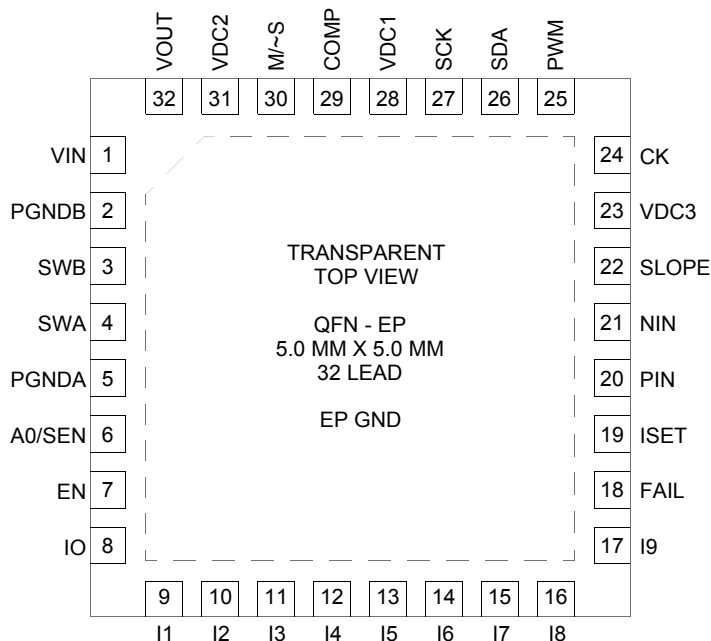 VOUT
VDC2
M/~S
COMP
VDC1
SCK
SDA
PWM
32 31 30 29 28 27 26 25
VIN 1
PGNDB 2
SWB 3
SWA 4
PGNDA 5
A0/SEN 6
EN 7
IO 8
TRANSPARENT
TOP VIEW
QFN - EP
5.0 MM X 5.0 MM
32 LEAD
EP GND
24 CK
23 VDC3
22 SLOPE
21 NIN
20 PIN
19 ISET
18 FAIL
17 I9
9 10 11 12 13 14 15 16
I1 I2 I3 I4 I5 I6 I7 I8